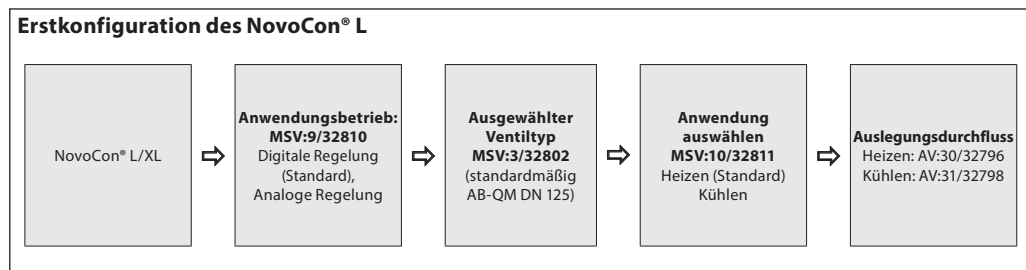 Erstkonfiguration des NovoCon® L
NovoCon® L/XL
Anwendungsbetrieb:
MSV:9/32810
Digitale Regelung
(Standard),
Analoge Regelung
Ausgewählter
Ventiltyp
MSV:3/32802
(standardmäßig
AB-QM DN 125)
Anwendung
auswählen
MSV:10/32811
Heizen (Standard)
Kühlen
Auslegungsdurchfluss
Heizen: AV:30/32796
Kühlen: AV:31/32798